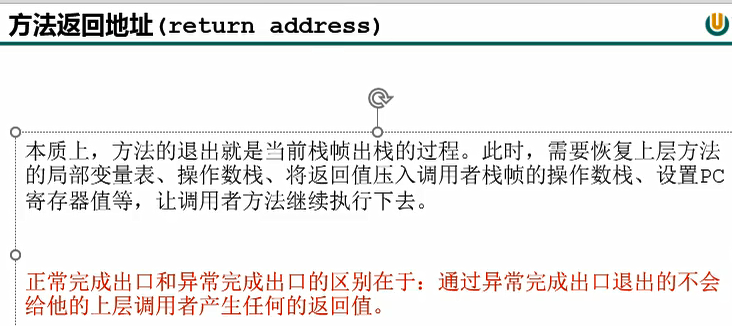 方法返回地址(return address)
本质上，方法的退出就是当前栈帧出栈的过程。此时，需要恢复上层方法
的局部变量表、操作数栈、将返回值压入调用者栈帧的操作数栈、设置PC
寄存器值等，让调用者方法继续执行下去。
正常完成出口和异常完成出口的区别在于：通过异常完成出口退出的不会
给他的上层调用者产生任何的返回值。